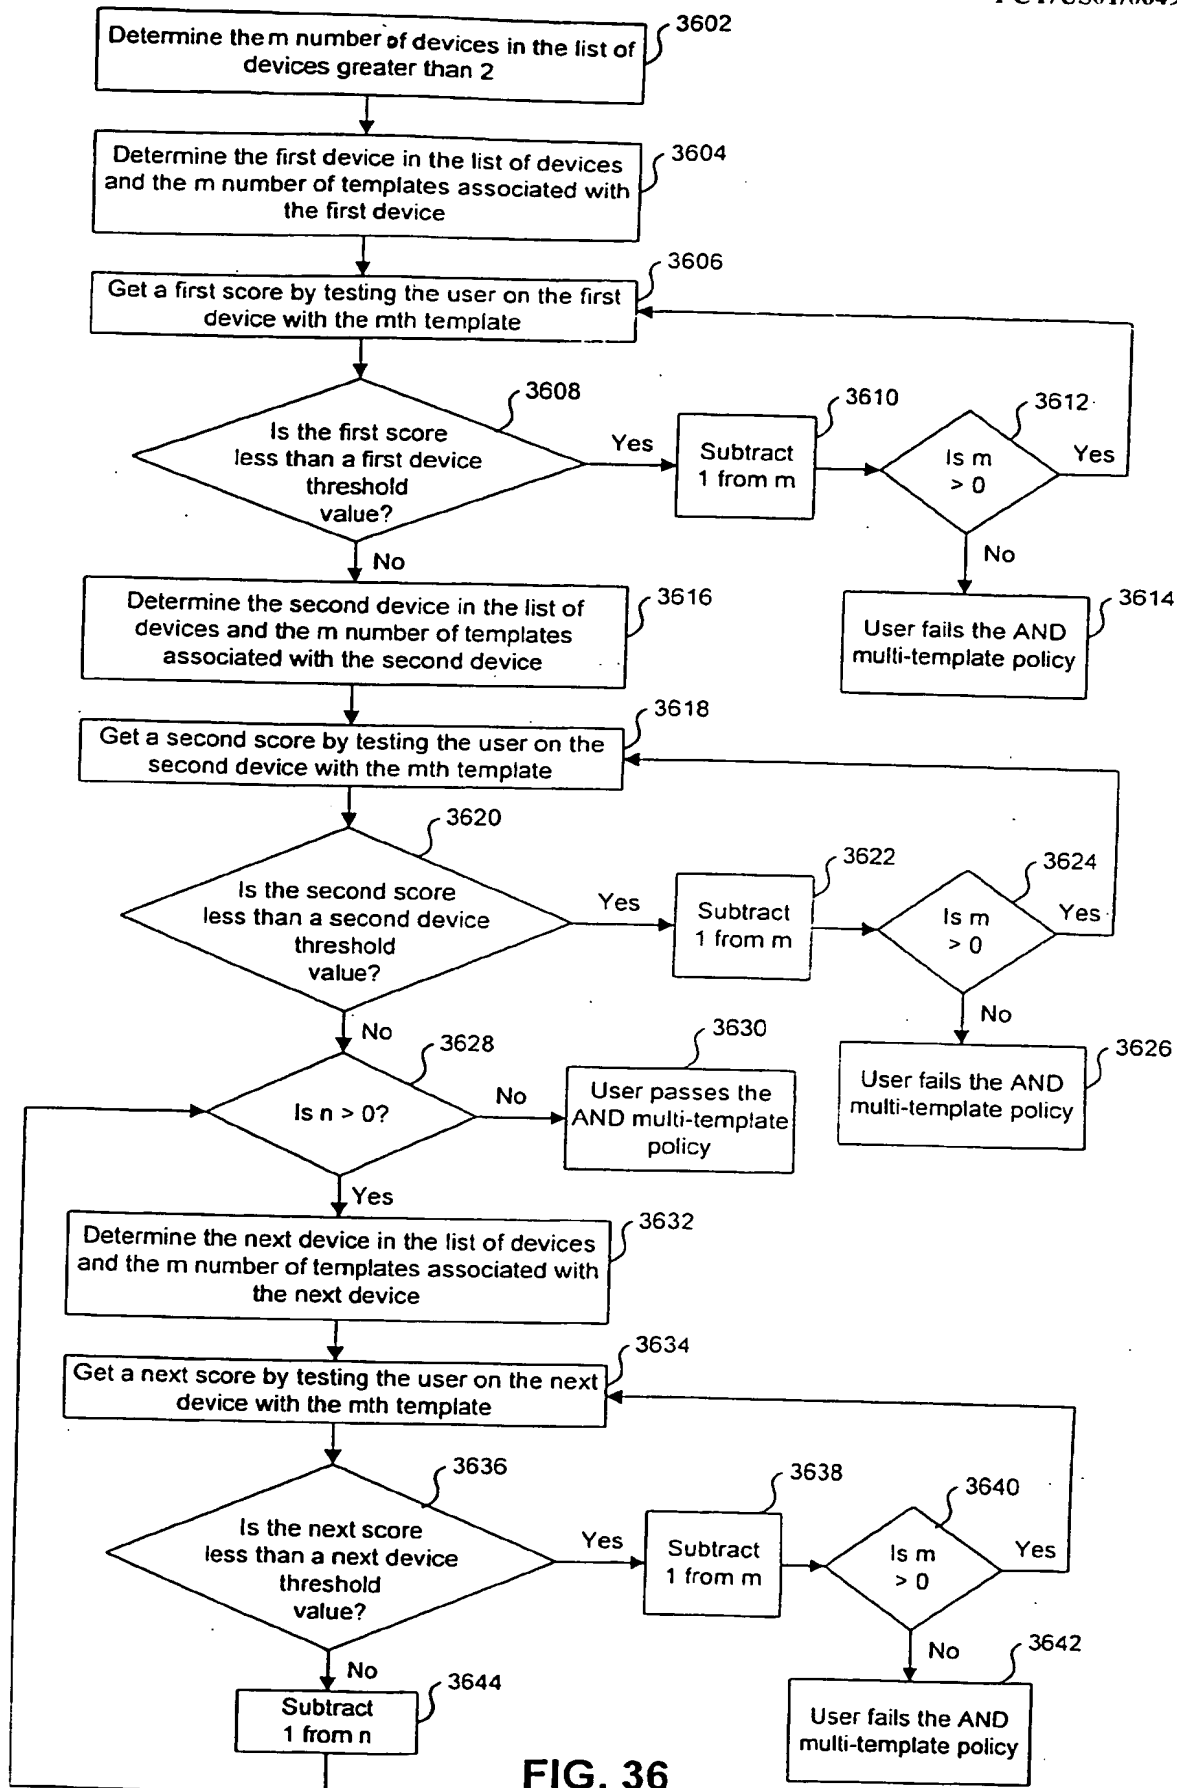 Determine the m number of devices in the list of
devices greater than 2
3602
Determine the first device in the list of devices
and the m number of templates associated with
the first device
3604
Get a first score by testing the user on the first
device with the mth template
3606
Is the first score
less than a first device
threshold
value?
3608
Yes
Subtract
1 from m
3610
Is m
> 0
3612
Yes
No
No
Determine the second device in the list of
devices and the m number of templates
associated with the second device
3616
User fails the AND
multi-template policy
3614
Get a second score by testing the user on the
second device with the mth template
3618
Is the second score
less than a second device
threshold
value?
3620
Yes
Subtract
1 from m
3622
Is m
> 0
3624
Yes
No
No
Is n > 0?
3628
No
User passes the
AND multi-template
policy
3630
User fails the AND
multi-template policy
3626
Yes
Determine the next device in the list of devices
and the m number of templates associated with
the next device
3632
Get a next score by testing the user on the next
device with the mth template
3634
Is the next score
less than a next device
threshold
value?
3636
Yes
Subtract
1 from m
3638
Is m
> 0
3640
Yes
No
No
Subtract
1 from n
3644
User fails the AND
multi-template policy
3642
FIG. 36